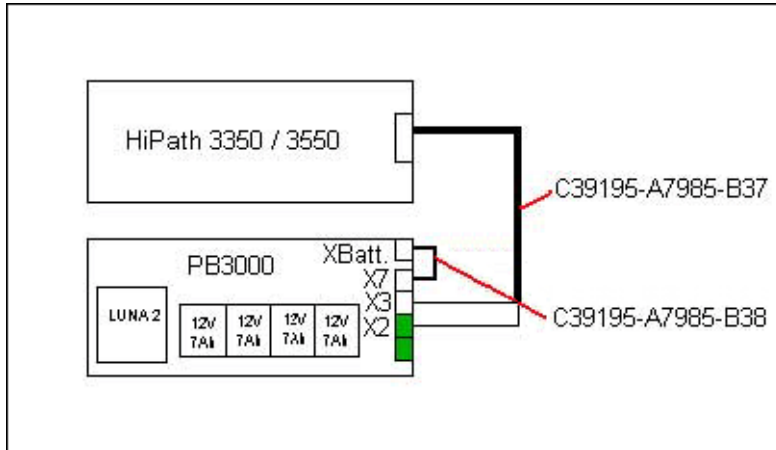 HiPath 3350 / 3550
C39195-A7985-B37
PB3000
XBatt.
X7
X3
X2
LUNA 2
12V 12V 12V 12V
7Ah 7Ah 7Ah 7Ah
C39195-A7985-B38